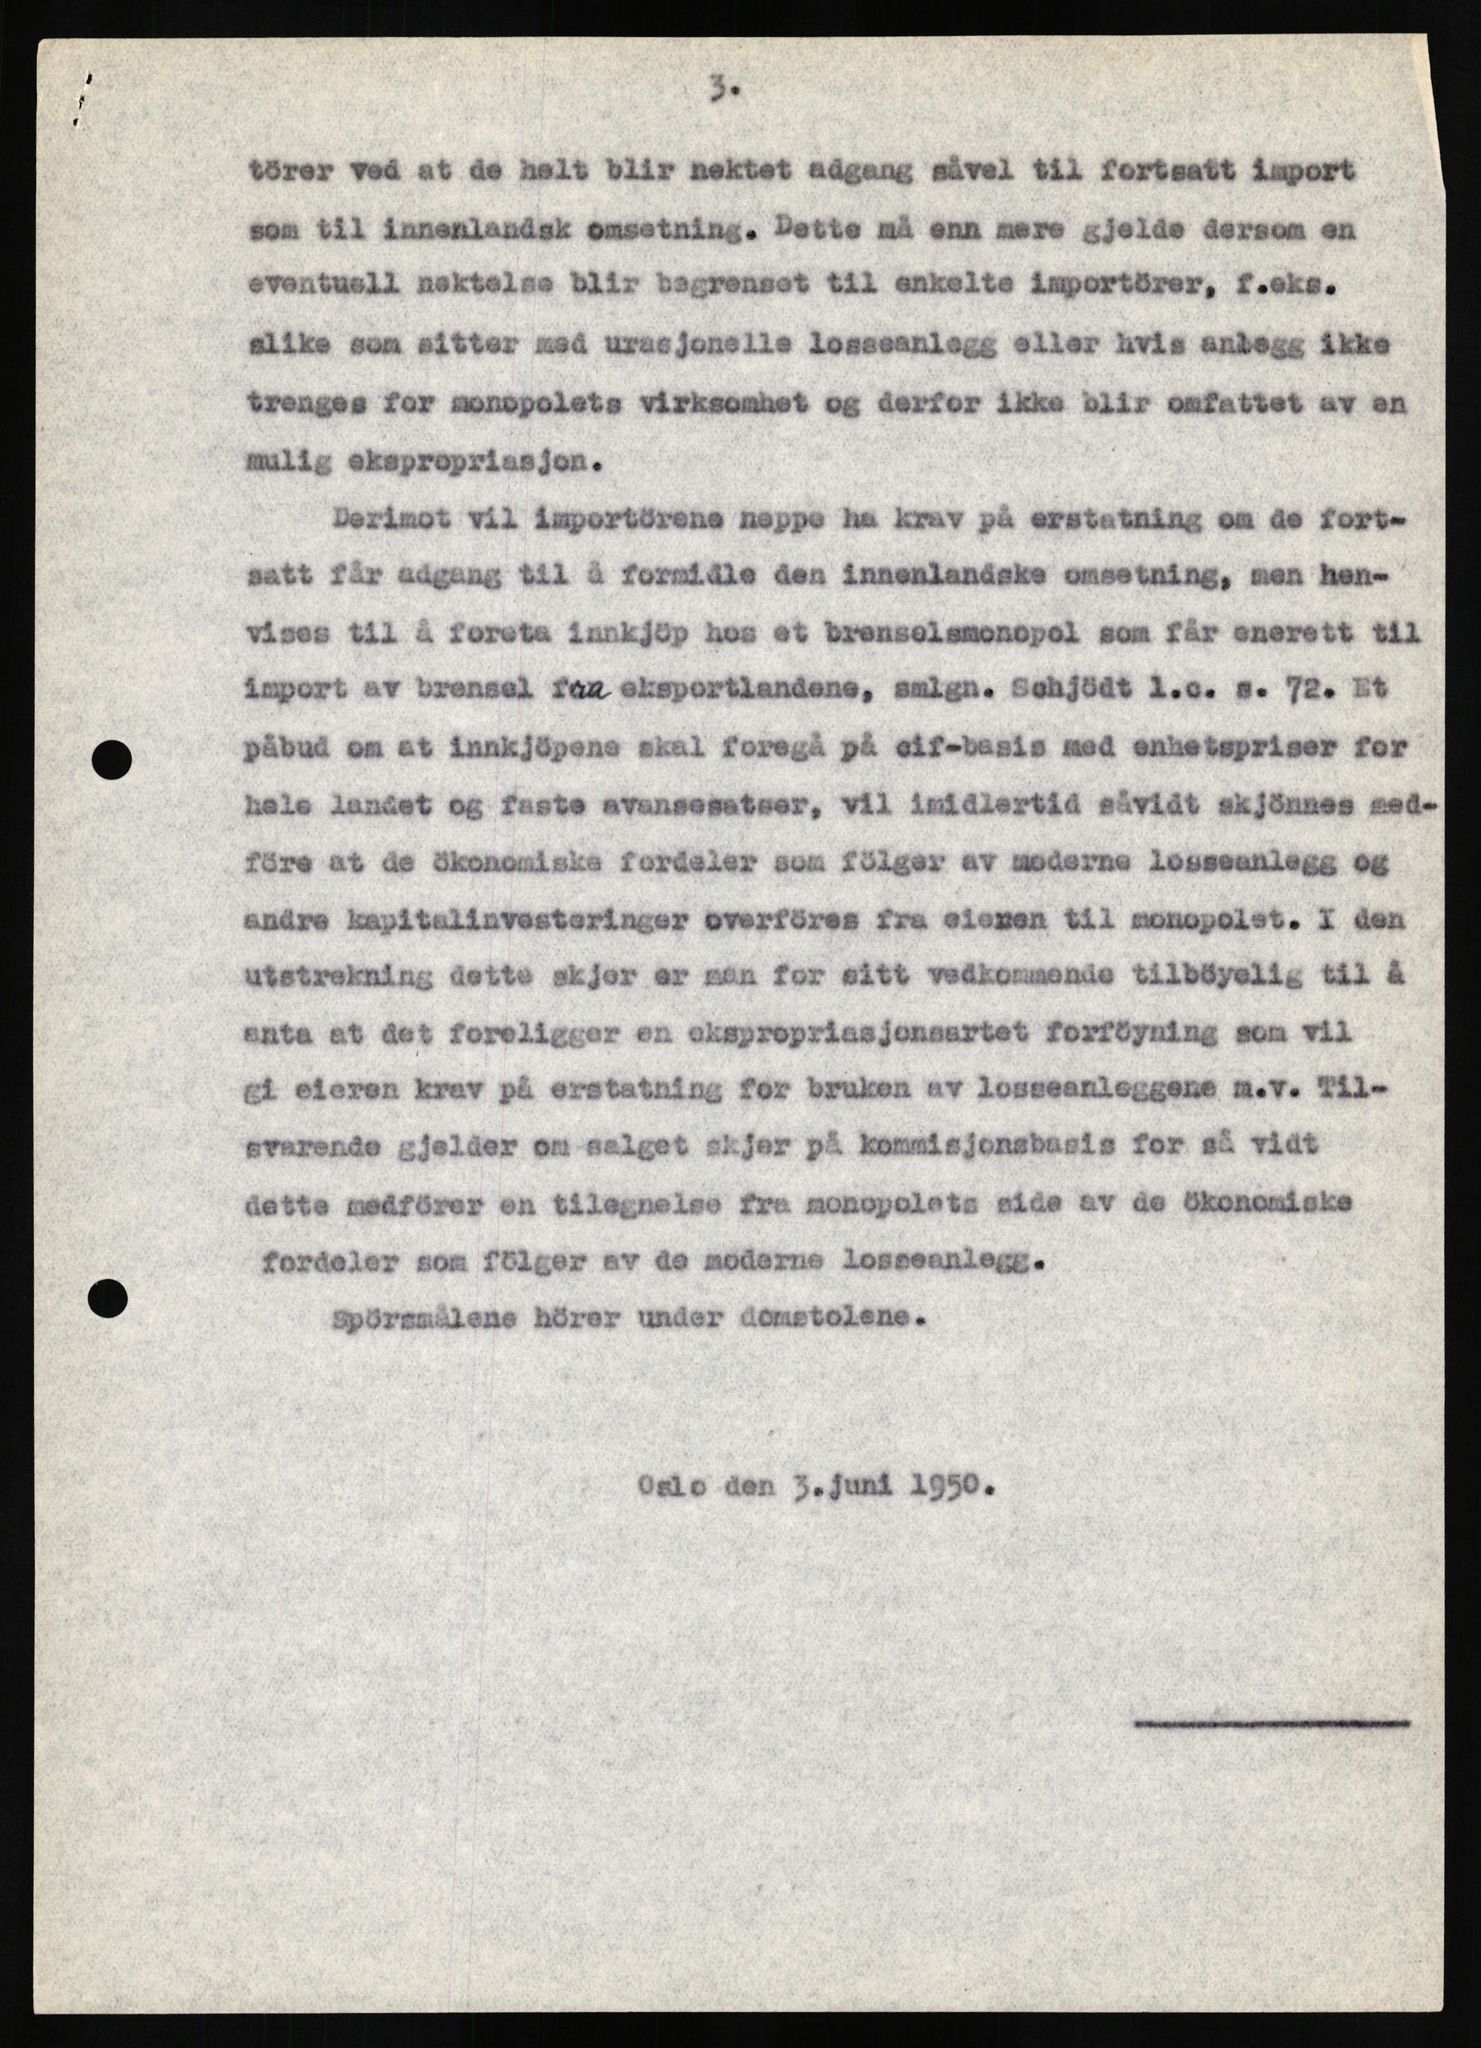 3.
törer ved at de helt blir nektet adgang såvel til fortsatt import
som til innenlandsk omsetning. Dette må enn mere gjelde dersom en
eventuell nektelse blir begrenset til enkelte importörer, f.eks.
slike som sitter med urasjonelle losseanlegg eller hvis anlegg ikke
trenges for monopolets virksomhet og derfor ikke blir omfattet av en
mulig ekspropriasjon.
Derimot vil importörene neppe ha krav på erstatning om de fort-
satt får adgang til å formidle den innenlandske omsetning, men hen-
vises til å foreta innkjöp hos et brenselsmonopol som får enerett til
import av brensel fra eksportlandene, smlgn. Schjödt l.c. s. 72. Et
påbud om at innkjöpene skal foregå på cif-basis med enhetspriser for
hele landet og faste avansesatser, vil imidlertid såvidt skjönnes med-
före at de ökonomiske fordeler som fölger av moderne losseanlegg og
andre kapitalinvesteringer overföres fra eieren til monopolet. I den
utstrekning dette skjer er man for sitt vedkommende tilböyelig til å
anta at det foreligger en ekspropriasjonsartet forföyning som vil
gi eieren krav på erstatning for bruken av losseanleggene m.v. Til-
svarende gjelder om salget skjer på kommisjonsbasis for så vidt
dette medförer en tilegnelse fra monopolets side av de ökonomiske
fordeler som fölger av de moderne losseanlegg.
Spörsmålene hörer under domstolene.
Oslo den 3.juni 1950.